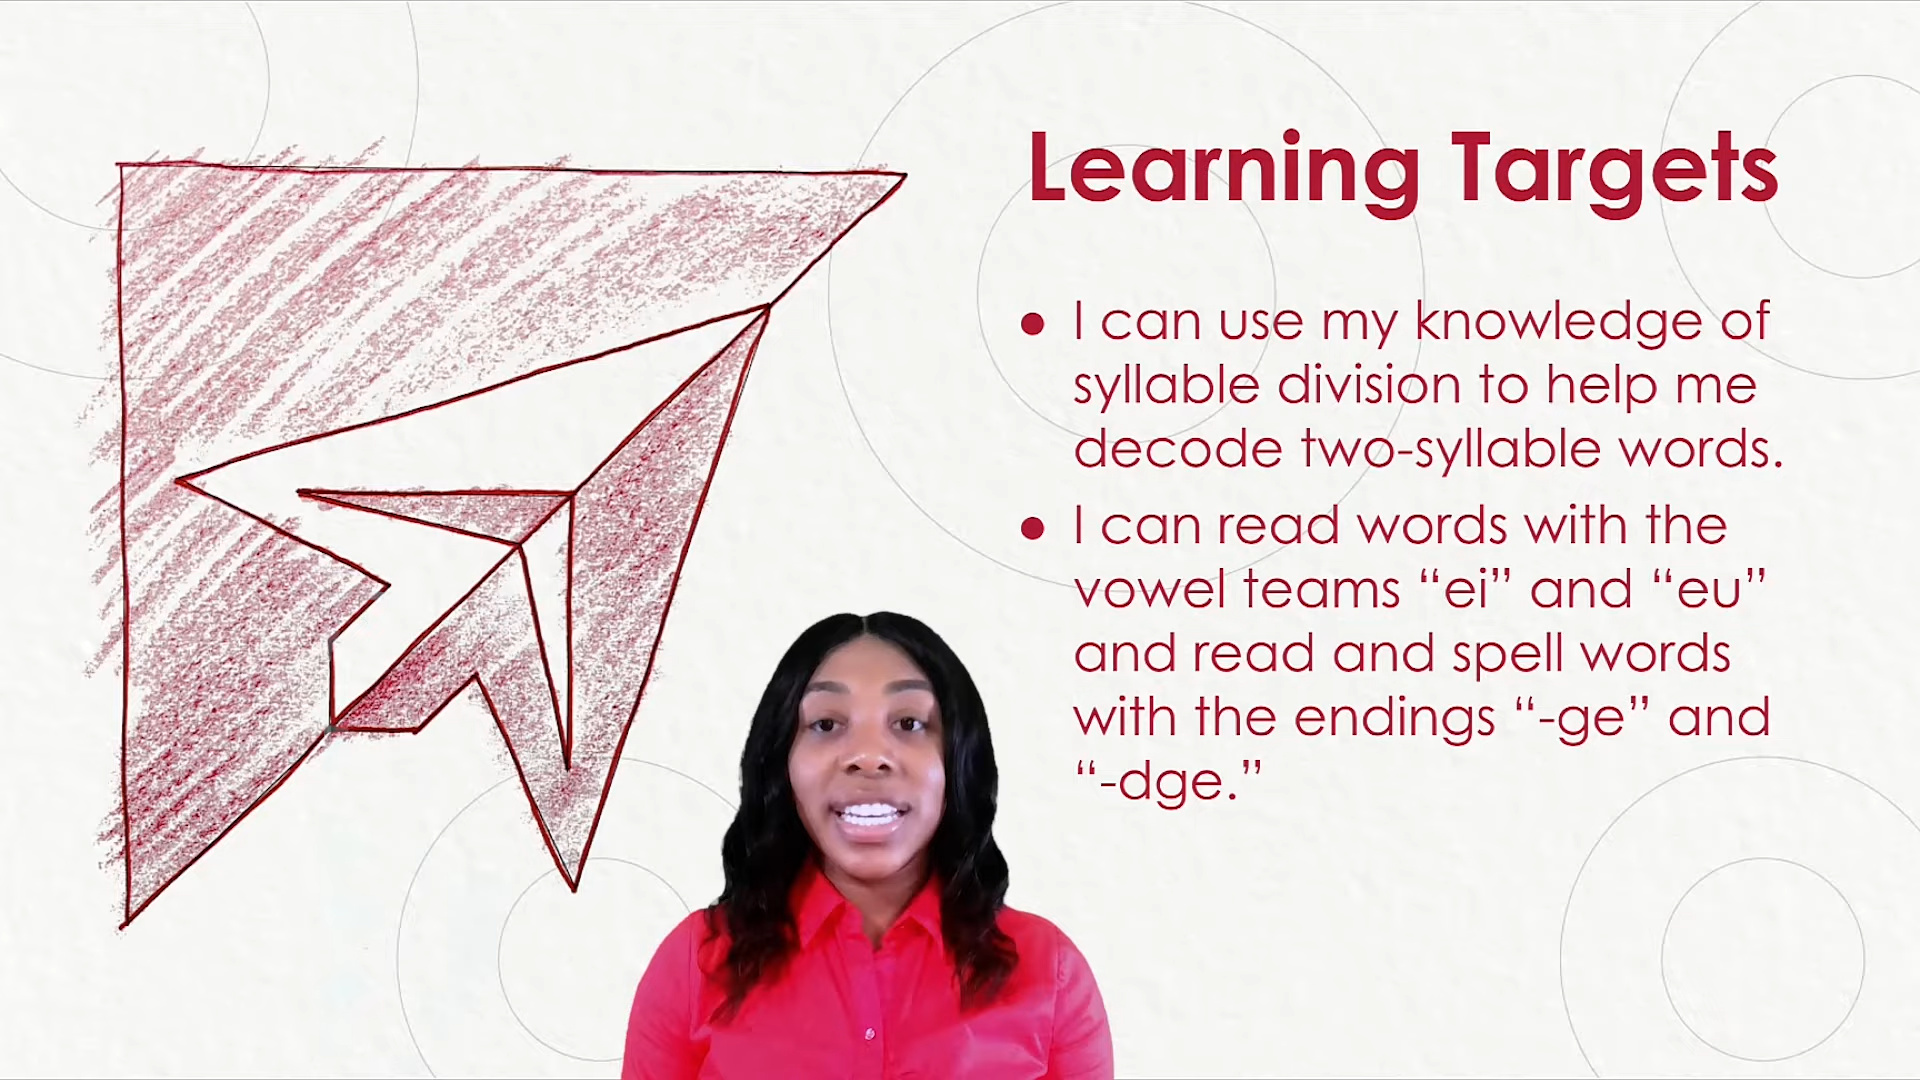 Learning Targets
● I can use my knowledge of
syllable division to help me
decode two-syllable words.
● I can read words with the
vowel teams “ei” and “eu”
and read and spell words
with the endings “-ge” and
“-dge.”